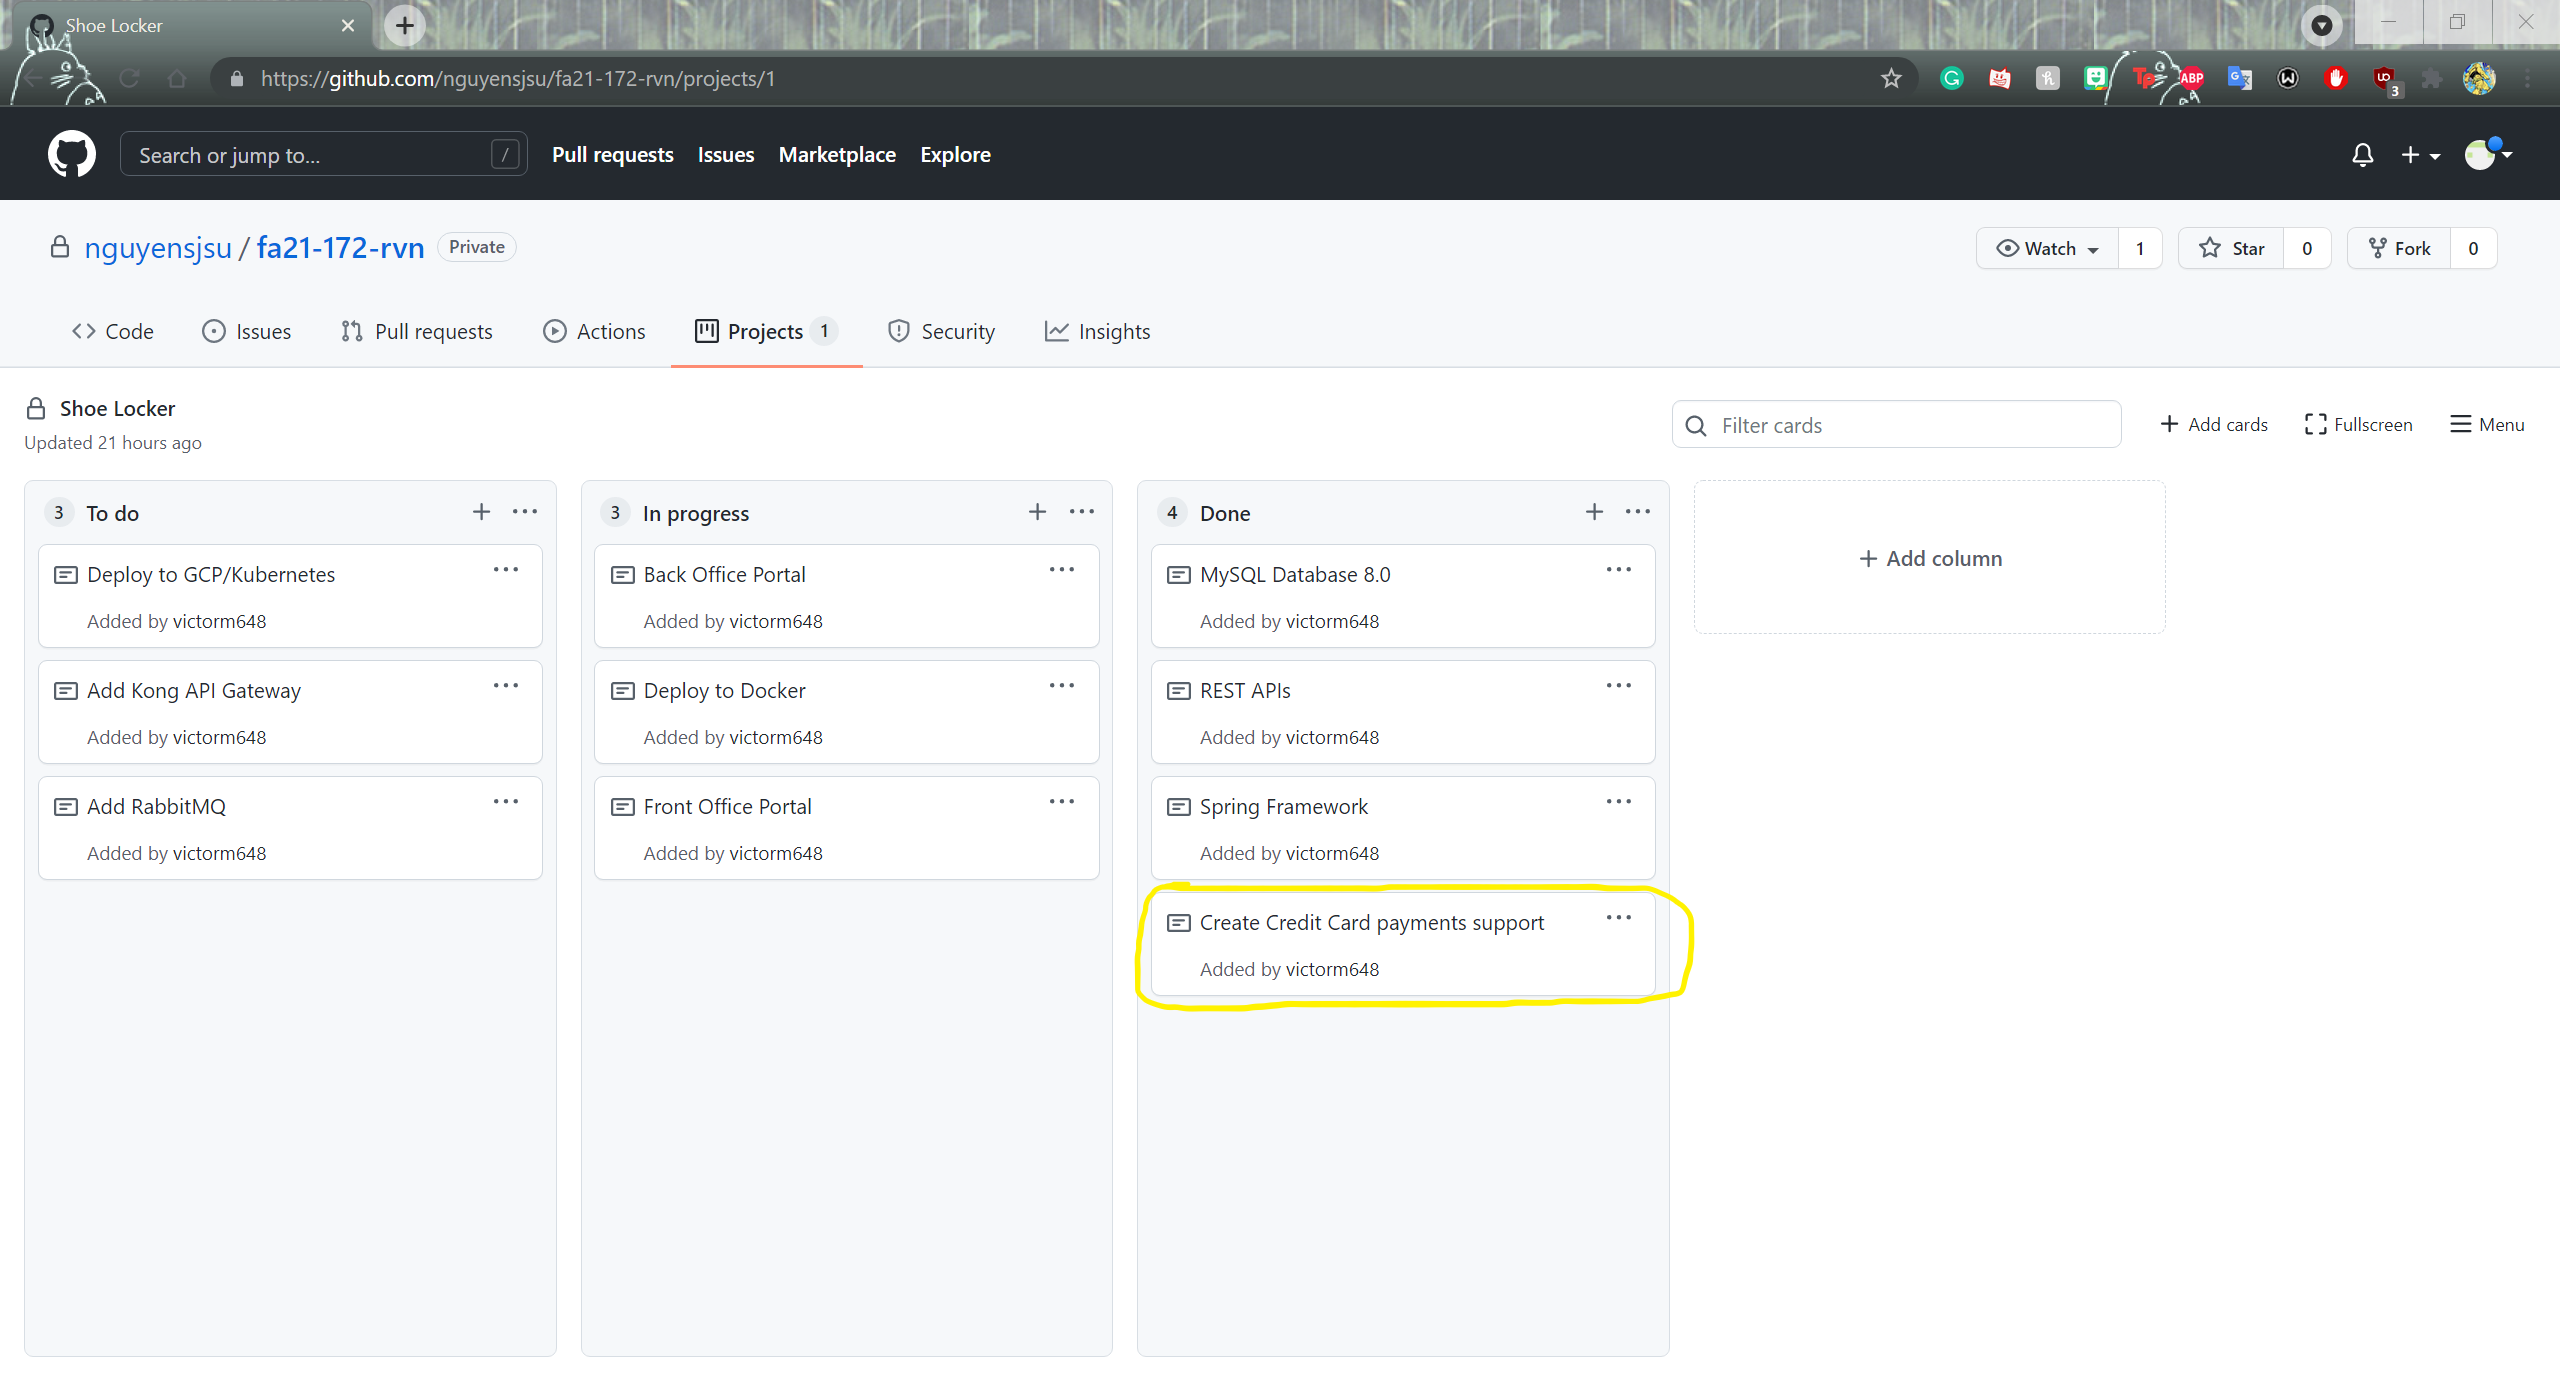 Shoe Locker
https://github.com/nguyensjsu/fa21-172-rvn/projects/1
TP
ABP
3
Search or jump to... /
Pull requests
Issues
Marketplace
Explore
nguyensjsu / fa21-172-rvn Private
Watch 1
Star 0
Fork 0
Code
Issues
Pull requests
Actions
Projects 1
Security
Insights
Shoe Locker
Updated 21 hours ago
Filter cards
Add cards
Fullscreen
Menu
3 To do
Deploy to GCP/Kubernetes
Added by victorm648
Add Kong API Gateway
Added by victorm648
Add RabbitMQ
Added by victorm648
3 In progress
Back Office Portal
Added by victorm648
Deploy to Docker
Added by victorm648
Front Office Portal
Added by victorm648
4 Done
MySQL Database 8.0
Added by victorm648
REST APIs
Added by victorm648
Spring Framework
Added by victorm648
Create Credit Card payments support
Added by victorm648
Add column